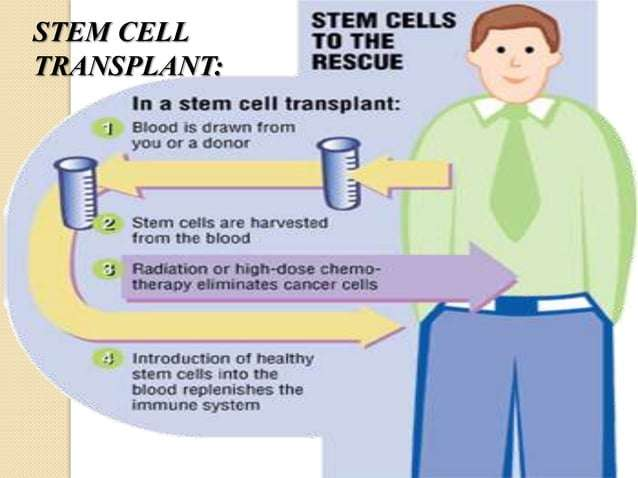 STEM CELL
TRANSPLANT:
STEM CELLS
TO THE
RESCUE
In a stem cell transplant:
1 Blood is drawn from
you or a donor
2 Stem cells are harvested
from the blood
3 Radiation or high-dose chemo-
therapy eliminates cancer cells
4 Introduction of healthy
stem cells into the
blood replenishes the
immune system